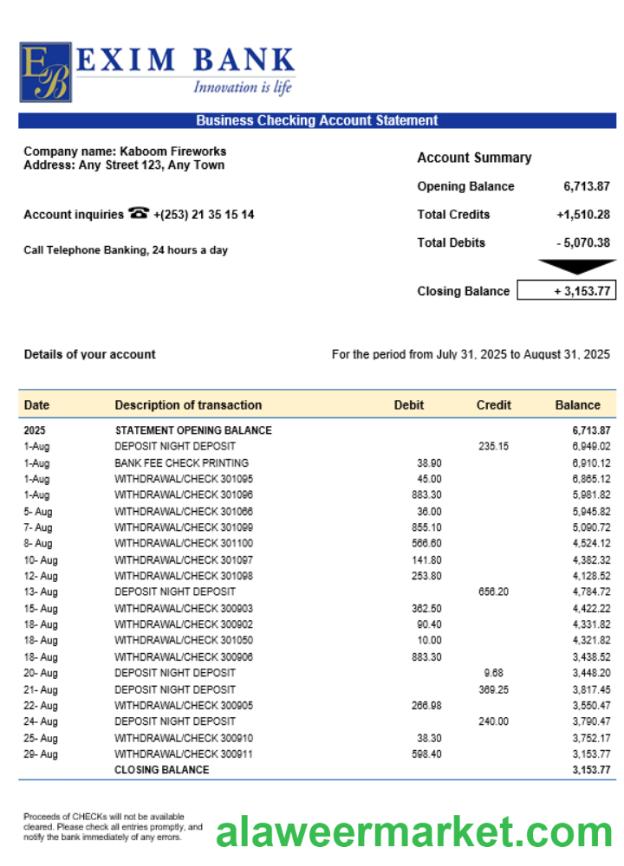 EB EXIM BANK
Innovation is life
Business Checking Account Statement
Company name: Kaboom Fireworks
Address: Any Street 123, Any Town
Account inquiries ☎ +(253) 21 35 15 14
Call Telephone Banking, 24 hours a day
Account Summary
Opening Balance 6,713.87
Total Credits +1,510.28
Total Debits - 5,070.38
Closing Balance + 3,153.77
Details of your account For the period from July 31, 2025 to August 31, 2025
Date Description of transaction Debit Credit Balance
2025 STATEMENT OPENING BALANCE 6,713.87
1-Aug DEPOSIT NIGHT DEPOSIT 235.15 6,949.02
1-Aug BANK FEE CHECK PRINTING 38.90 6,910.12
1-Aug WITHDRAWAL/CHECK 301095 45.00 6,865.12
1-Aug WITHDRAWAL/CHECK 301096 883.30 5,981.82
5- Aug WITHDRAWAL/CHECK 301066 36.00 5,945.82
7- Aug WITHDRAWAL/CHECK 301099 855.10 5,090.72
8- Aug WITHDRAWAL/CHECK 301100 566.60 4,524.12
10- Aug WITHDRAWAL/CHECK 301097 141.80 4,382.32
12- Aug WITHDRAWAL/CHECK 301098 253.80 4,128.52
13- Aug DEPOSIT NIGHT DEPOSIT 656.20 4,784.72
15- Aug WITHDRAWAL/CHECK 300903 362.50 4,422.22
18- Aug WITHDRAWAL/CHECK 300902 90.40 4,331.82
18- Aug WITHDRAWAL/CHECK 301050 10.00 4,321.82
18- Aug WITHDRAWAL/CHECK 300906 883.30 3,438.52
20- Aug DEPOSIT NIGHT DEPOSIT 9.68 3,448.20
21- Aug DEPOSIT NIGHT DEPOSIT 369.25 3,817.45
22- Aug WITHDRAWAL/CHECK 300905 266.98 3,550.47
24- Aug DEPOSIT NIGHT DEPOSIT 240.00 3,790.47
25- Aug WITHDRAWAL/CHECK 300910 38.30 3,752.17
29- Aug WITHDRAWAL/CHECK 300911 598.40 3,153.77
CLOSING BALANCE 3,153.77
Proceeds of CHECKs will not be available
cleared. Please check all entries promptly, and
notify the bank immediately of any errors.
alaweermarket.com